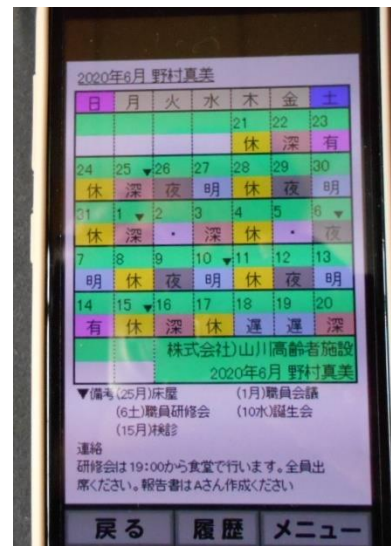 2020年6月 野村真美
日 月 火 水 木 金 土
21 22 23
休 深 有
24 25▼ 26 27 28 29 30
休 深 夜 明 休 夜 明
31 1▼ 2 3 4 5 6▼
休 深 ・ 深 休 ・ 夜
7 8 9 10▼ 11 12 13
明 休 夜 明 休 夜 明
14 15▼ 16 17 18 19 20
有 休 深 休 遅 遅 深
株式会社)山川高齢者施設
2020年6月 野村真美
▼備考(25月)床屋 (1月)職員会議
(6土)職員研修会 (10水)誕生会
(15月)検診
連絡
研修会は19:00から食堂で行います。全員出
席ください。報告書はAさん作成ください
戻る 履歴 メニュー